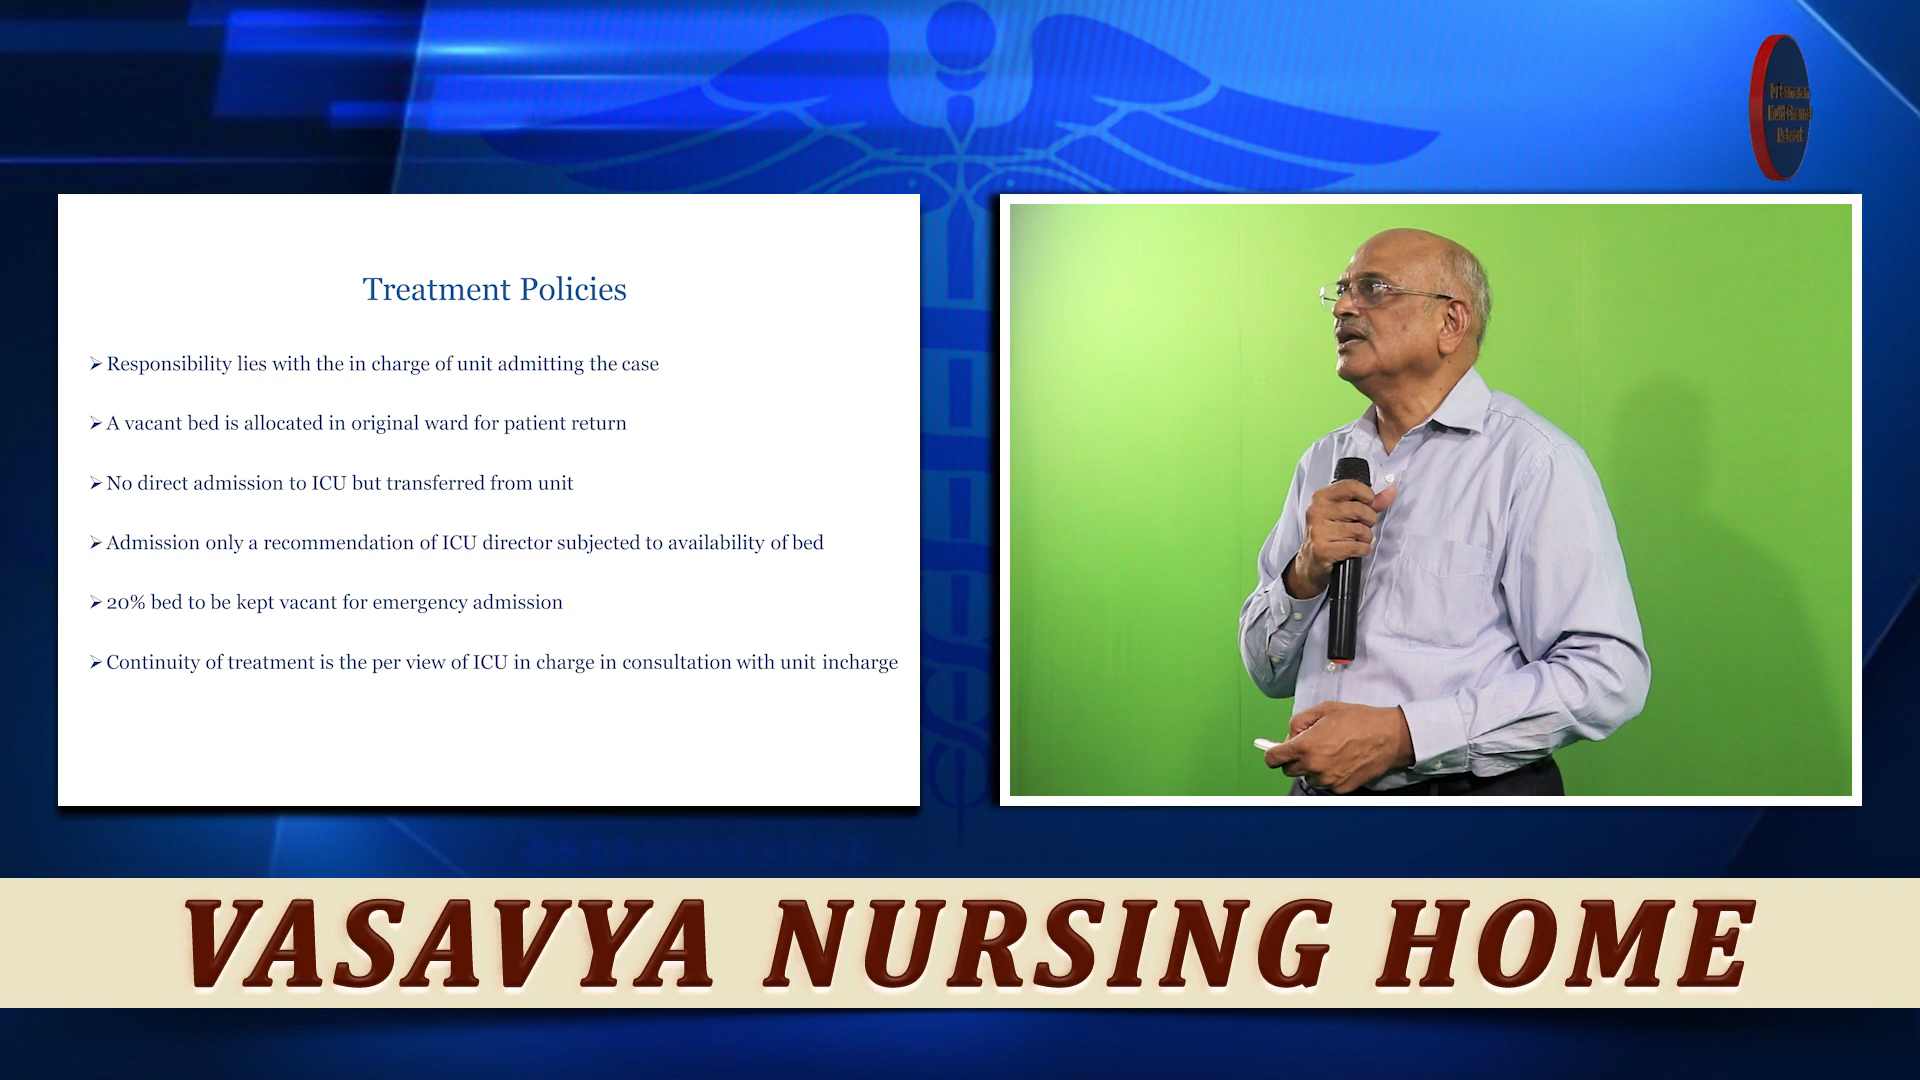 Treatment Policies
➢Responsibility lies with the in charge of unit admitting the case
➢A vacant bed is allocated in original ward for patient return
➢No direct admission to ICU but transferred from unit
➢Admission only a recommendation of ICU director subjected to availability of bed
➢20% bed to be kept vacant for emergency admission
➢Continuity of treatment is the per view of ICU in charge in consultation with unit incharge
VASAVYA NURSING HOME